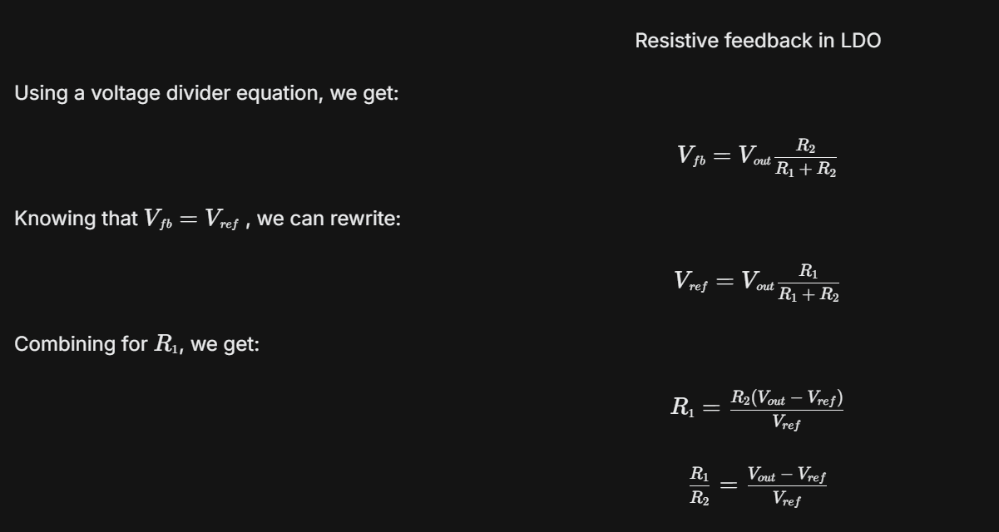 Resistive feedback in LDO
Using a voltage divider equation, we get:
V_{fb} = V_{out} \frac{R_2}{R_1 + R_2}
Knowing that V_{fb} = V_{ref} , we can rewrite:
V_{ref} = V_{out} \frac{R_1}{R_1 + R_2}
Combining for R_1, we get:
R_1 = \frac{R_2(V_{out} - V_{ref})}{V_{ref}}
\frac{R_1}{R_2} = \frac{V_{out} - V_{ref}}{V_{ref}}